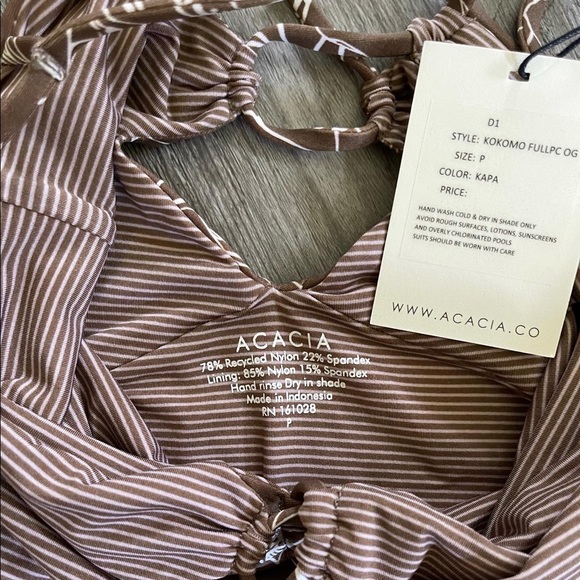 D1
STYLE: KOKOMO FULLPC OG
SIZE: P
COLOR: KAPA
PRICE:
HAND WASH COLD & DRY IN SHADE ONLY
AVOID ROUGH SURFACES, LOTIONS, SUNSCREENS
AND OVERLY CHLORINATED POOLS
SUITS SHOULD BE WORN WITH CARE
WWW.ACACIA.CO
ACACIA
78% Recycled Nylon 22% Spandex
Lining: 85% Nylon 15% Spandex
Hand rinse Dry in shade
Made in Indonesia
RN 161028
P